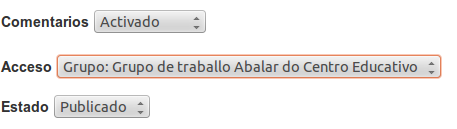 Comentarios Activado
Acceso Grupo: Grupo de traballo Abalar do Centro Educativo
Estado Publicado